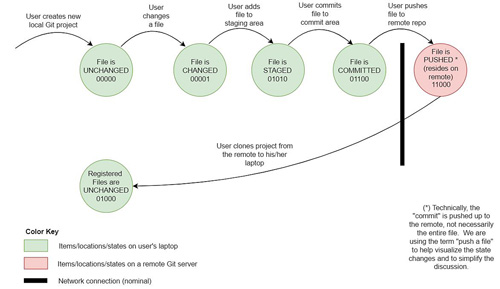 User creates new
local Git project
User
changes
a file
User adds
file to
staging area
User commits
file to
commit area
User pushes
file to
remote repo
File is
UNCHANGED
00000
File is
CHANGED
00001
File is
STAGED
01010
File is
COMMITTED
01100
File is
PUSHED *
(resides on
remote)
11000
User clones project from
the remote to his/her
laptop
Registered
Files are
UNCHANGED
01000
(*) Technically, the
"commit" is pushed up to
the remote, not necessarily
the entire file. We are
using the term "push a file"
to help visualize the state
changes and to simplify the
discussion.
Color Key
Items/locations/states on user's laptop
Items/locations/states on a remote Git server
Network connection (nominal)